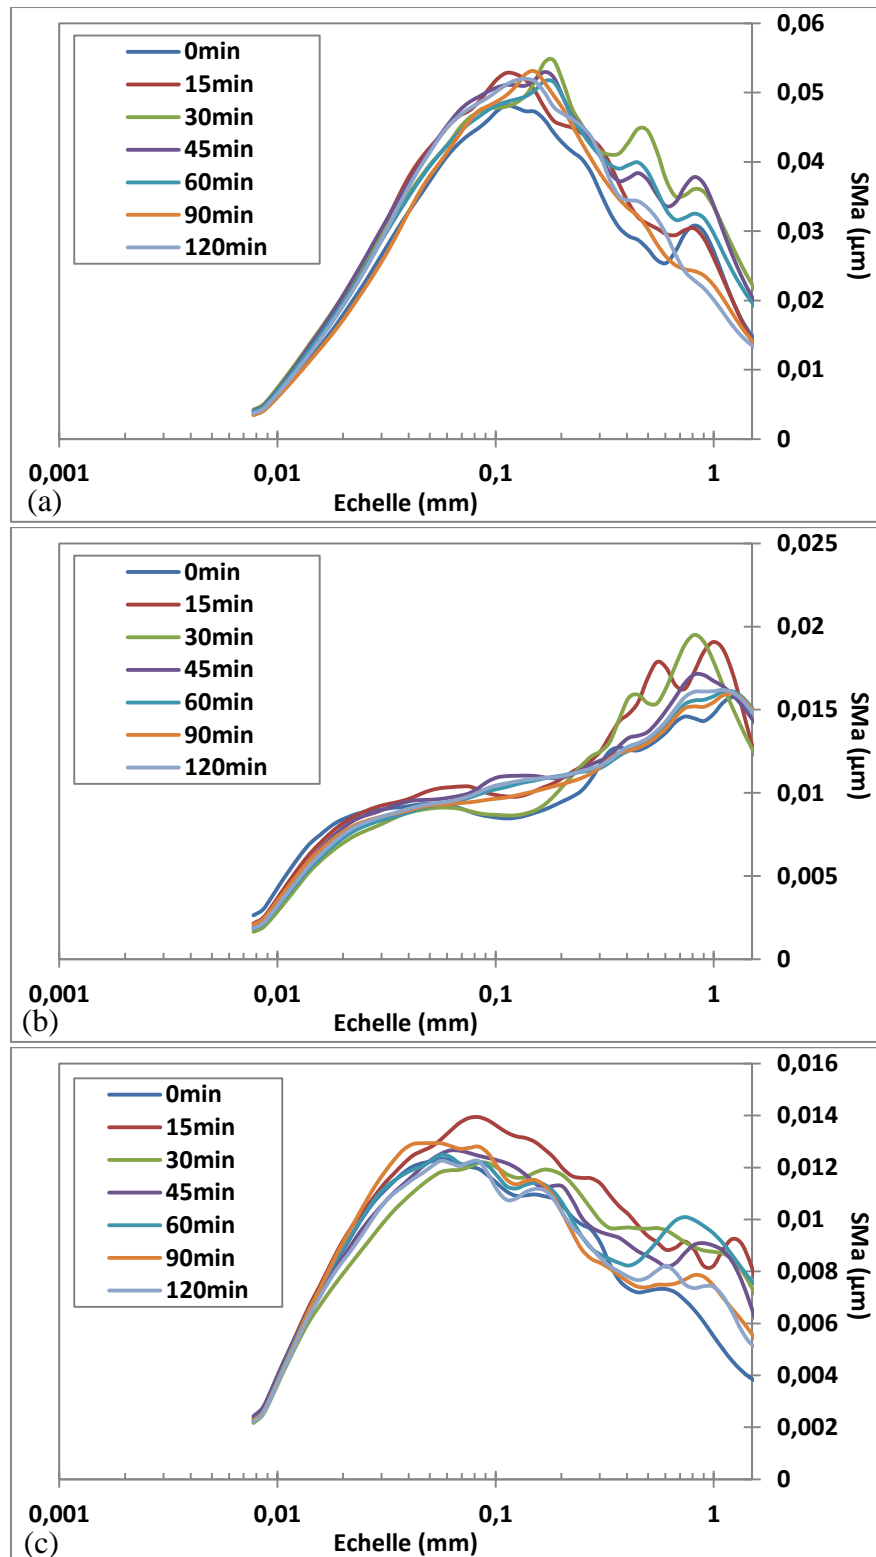 0,06
0min
15min
0,05
30min
45min
0,04
60min
90min
120min
0,03
SMa (µm)
0,02
0,01
0
0,001
0,01
0,1
1
Echelle (mm)
(a)
0,025
0min
15min
0,02
30min
45min
60min
0,015
90min
120min
SMa (µm)
0,01
0,005
0
0,001
0,01
0,1
1
Echelle (mm)
(b)
0,016
0min
0,014
15min
30min
0,012
45min
60min
0,01
90min
120min
SMa (µm)
0,008
0,006
0,004
0,002
0
0,001
0,01
0,1
1
Echelle (mm)
(c)